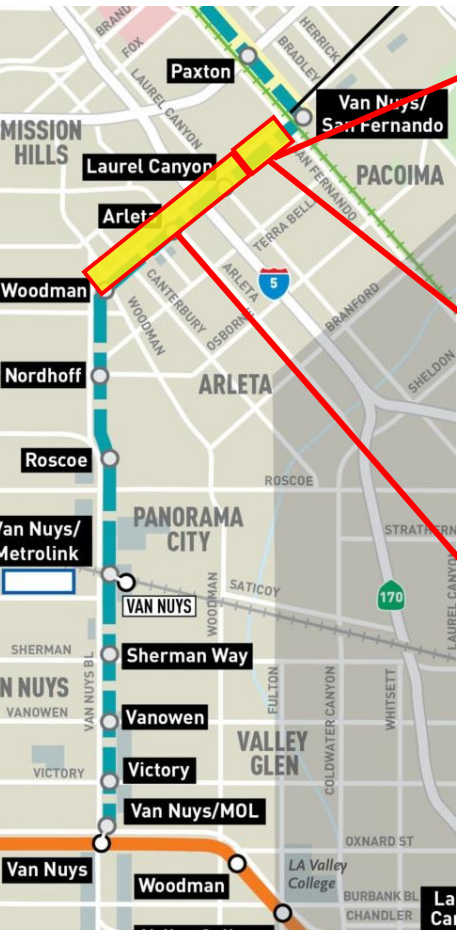 BRAND
FOX
HERRICK
BRADLEY
Paxton
LAUREL CANYON
Van Nuys/
San Fernando
MISSION
HILLS
Laurel Canyon
SAN FERNANDO
PACOIMA
Arleta
TERRA BELLA
Woodman
CANTERBURY
ARLETA
5
WOODMAN
OSBORN
BRANFORD
SHELDON
Nordhoff
ARLETA
Roscoe
ROSCOE
PANORAMA
CITY
Van Nuys/
Metrolink
STRATHERN
LAUREL CANYON
170
VAN NUYS
WOODMAN
SATICOY
SHERMAN
Sherman Way
VAN NUYS BL
N NUYS
VANOWEN
Vanowen
FULTON
COLDWATER CANYON
WHITSETT
VALLEY
GLEN
VICTORY
Victory
Van Nuys/MOL
OXNARD ST
Van Nuys
Woodman
LA Valley
College
BURBANK BL
CHANDLER
La
Ca